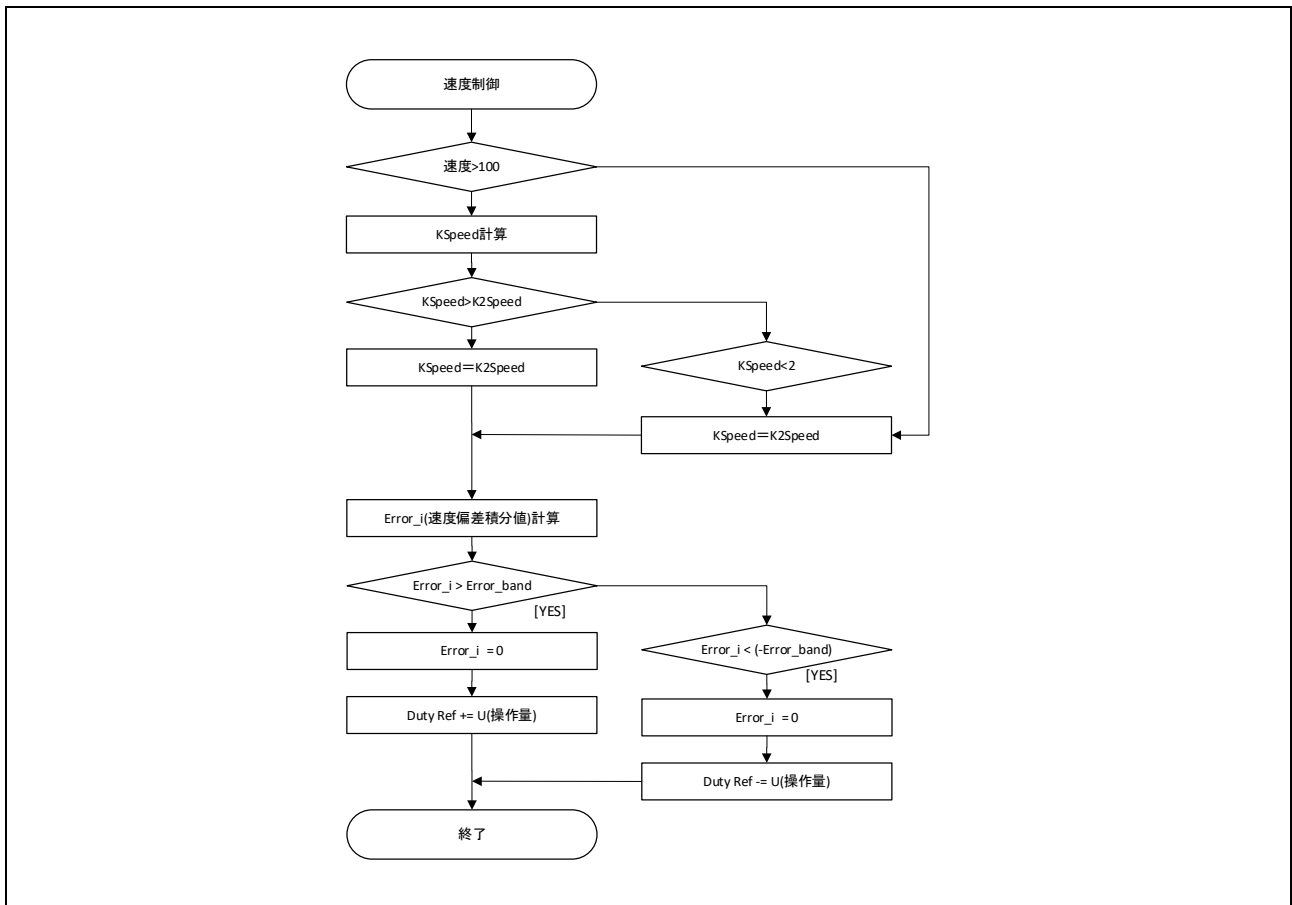 速度制御
速度>100
KSpeed計算
KSpeed>K2Speed
KSpeed＝K2Speed
KSpeed<2
KSpeed＝K2Speed
Error_i(速度偏差積分値)計算
Error_i > Error_band
[YES]
Error_i = 0
Duty Ref += U(操作量)
Error_i < (-Error_band)
[YES]
Error_i = 0
Duty Ref -= U(操作量)
終了